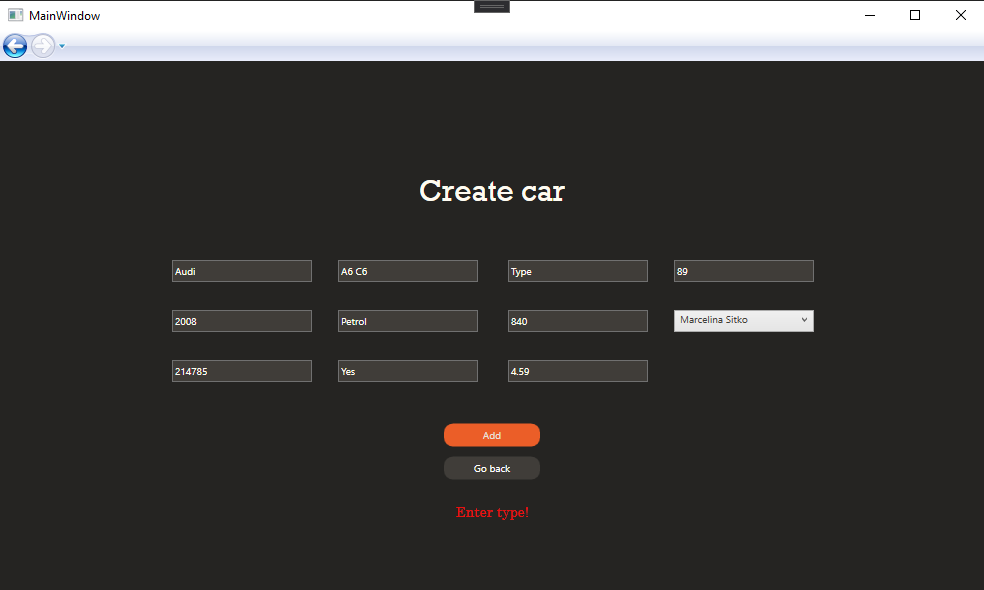 MainWindow
Create car
Audi A6 C6 Type 89
2008 Petrol 840 Marcelina Sitko
214785 Yes 4.59
Add
Go back
Enter type!